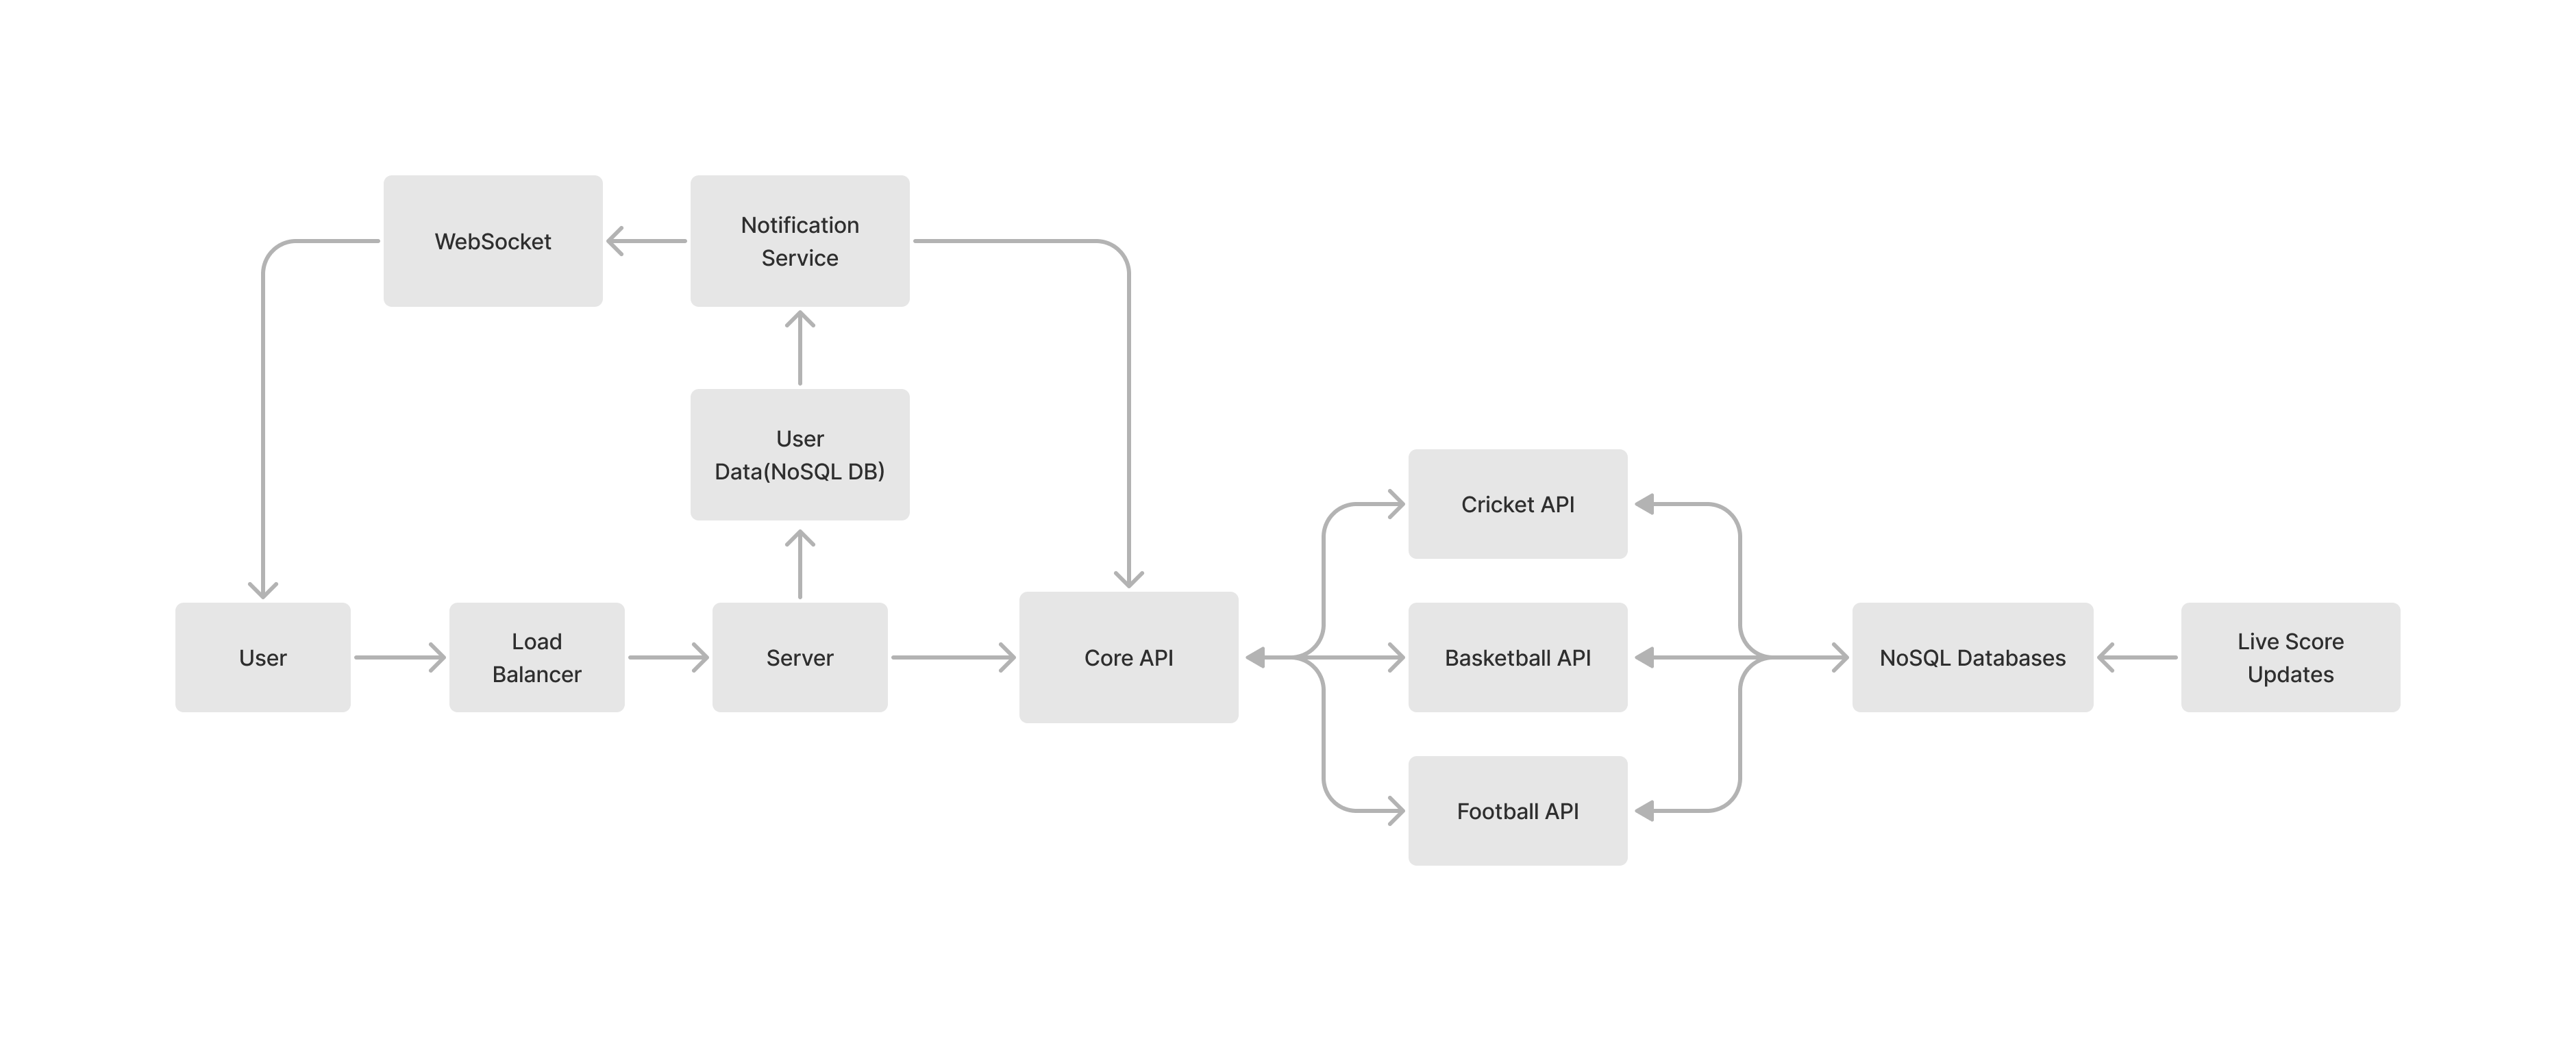 WebSocket
Notification
Service
User
Data(NoSQL DB)
User
Load
Balancer
Server
Core API
Cricket API
Basketball API
Football API
NoSQL Databases
Live Score
Updates